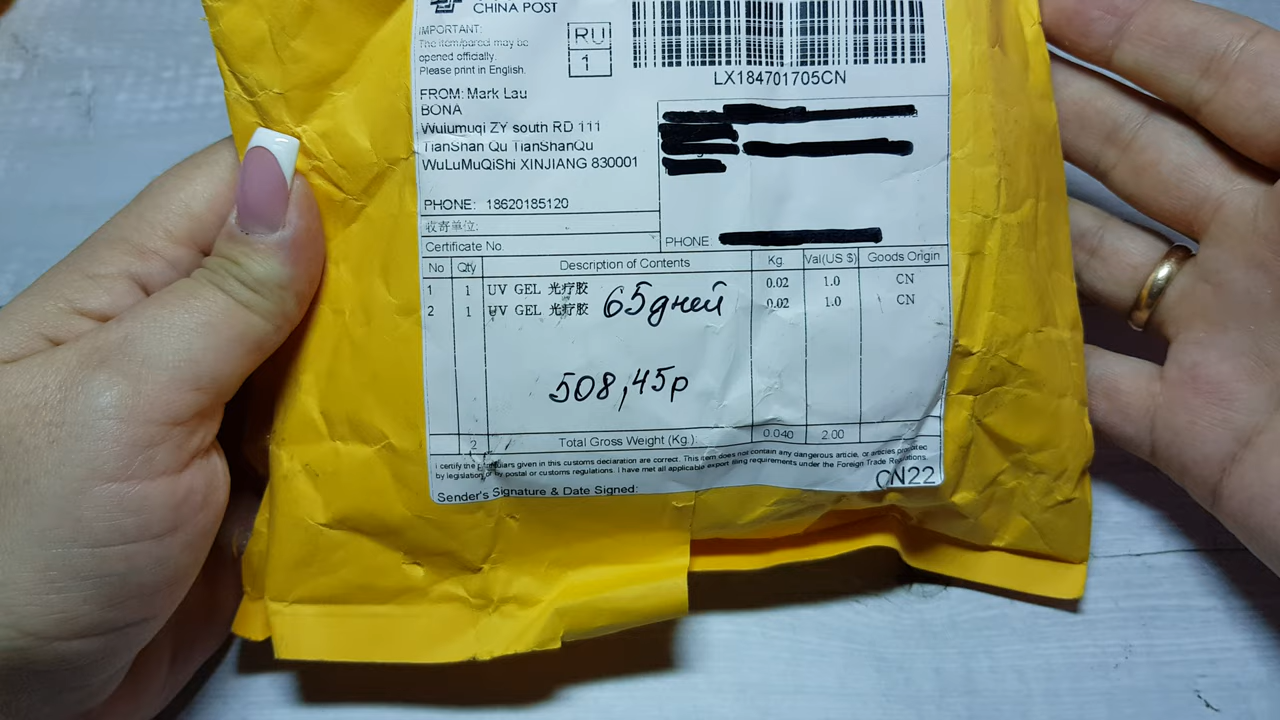 CHINA POST
IMPORTANT:
The item/parcel may be
opened officially.
Please print in English.
RU
1
LX184701705CN
FROM: Mark Lau
BONA
Wulumuqi ZY south RD 111
TianShan Qu TianShanQu
WuLuMuQiShi XINJIANG 830001
PHONE: 18620185120
PHONE:
收寄单位:
Certificate No.
No Qty Description of Contents Kg. Val(US $) Goods Origin
1 1 UV GEL 光疗胶 0.02 1.0 CN
2 1 UV GEL 光疗胶 0.02 1.0 CN
65 дней
508,45р
2 Total Gross Weight (Kg.): 0.040 2.00
I certify the particulars given in this customs declaration are correct. This item does not contain any dangerous article, or articles prohibited
by legislation or by postal or customs regulations. I have met all applicable export filing requirements under the Foreign Trade Regulations.
Sender's Signature & Date Signed:
CN22